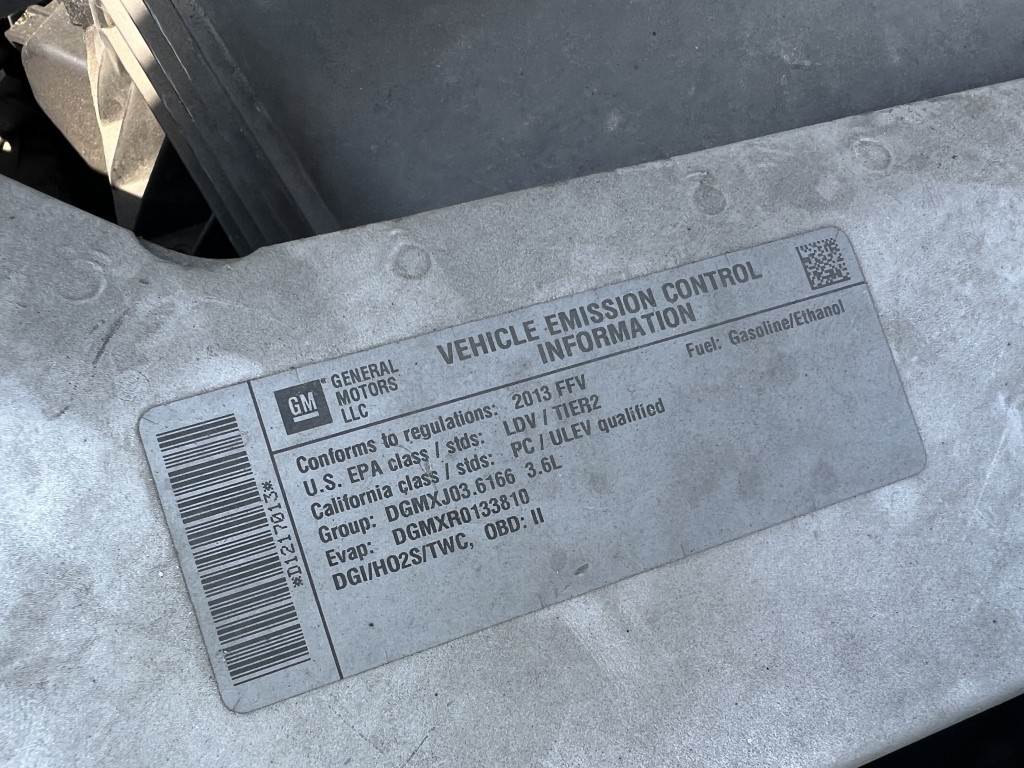 GM
GENERAL
MOTORS
LLC
VEHICLE EMISSION CONTROL
INFORMATION
Fuel: Gasoline/Ethanol
Conforms to regulations: 2013 FFV
U.S. EPA class / stds: LDV / TIER2
California class / stds: PC / ULEV qualified
Group: DGMXJ03.6166 3.6L
Evap: DGMXR0133810
DGI/HO2S/TWC, OBD: II
*D1217913*